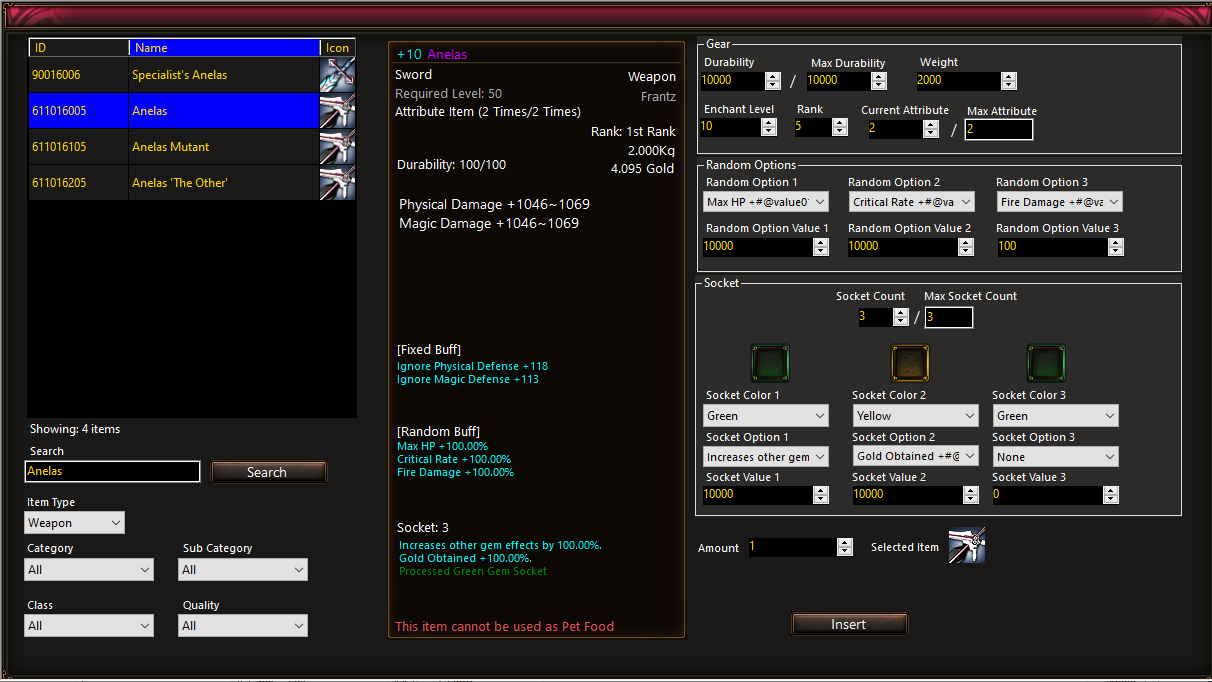 ID Name Icon
90016006 Specialist's Anelas
611016005 Anelas
611016105 Anelas Mutant
611016205 Anelas 'The Other'
Showing: 4 items
Search
Anelas
Search
Item Type
Weapon
Category Sub Category
All All
Class Quality
All All
+10 Anelas
Sword Weapon
Required Level: 50 Frantz
Attribute Item (2 Times/2 Times)
Rank: 1st Rank
2.000Kg
Durability: 100/100 4.095 Gold
Physical Damage +1046~1069
Magic Damage +1046~1069
[Fixed Buff]
Ignore Physical Defense +118
Ignore Magic Defense +113
[Random Buff]
Max HP +100.00%
Critical Rate +100.00%
Fire Damage +100.00%
Socket: 3
Increases other gem effects by 100.00%.
Gold Obtained +100.00%.
Processed Green Gem Socket
This item cannot be used as Pet Food
Gear
Durability Max Durability Weight
10000 / 10000 2000
Enchant Level Rank Current Attribute Max Attribute
10 5 2 / 2
Random Options
Random Option 1 Random Option 2 Random Option 3
Max HP +#@value0 Critical Rate +#@va Fire Damage +#@va
Random Option Value 1 Random Option Value 2 Random Option Value 3
10000 10000 100
Socket
Socket Count Max Socket Count
3 / 3
Socket Color 1 Socket Color 2 Socket Color 3
Green Yellow Green
Socket Option 1 Socket Option 2 Socket Option 3
Increases other gem Gold Obtained +#@ None
Socket Value 1 Socket Value 2 Socket Value 3
10000 10000 0
Amount 1 Selected Item
Insert